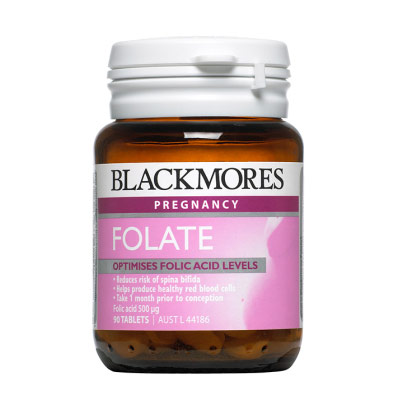 BLACKMORES
PREGNANCY
FOLATE
OPTIMISES FOLIC ACID LEVELS
• Reduces risk of spina bifida
• Helps produce healthy red blood cells
• Take 1 month prior to conception
Folic acid 500 µg
90 TABLETS | AUST L 44186